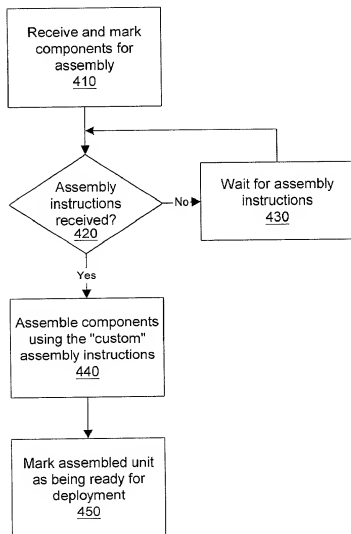 Receive and mark
components for
assembly
410
Assembly
instructions
received?
420
No
Wait for assembly
instructions
430
Yes
Assemble components
using the "custom"
assembly instructions
440
Mark assembled unit
as being ready for
deployment
450